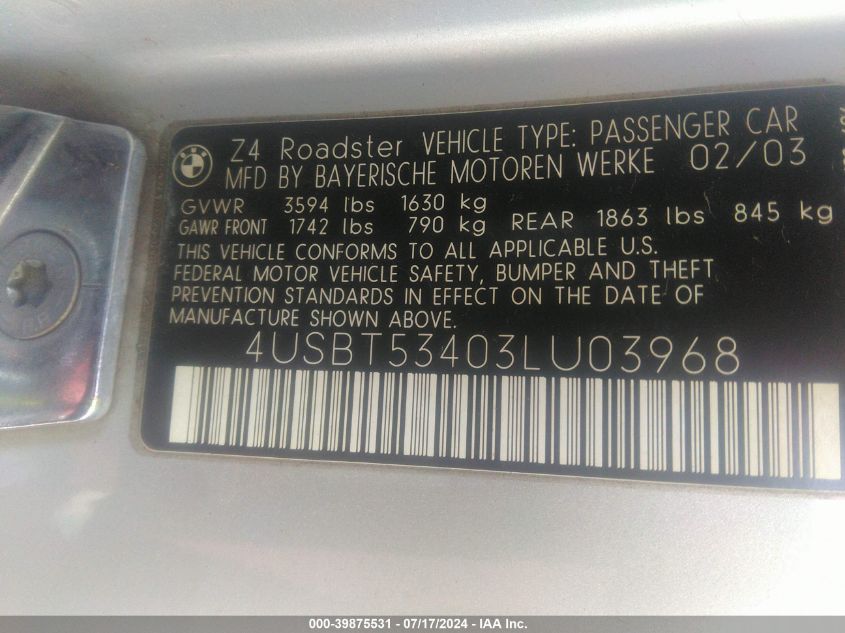 Z4 Roadster VEHICLE TYPE: PASSENGER CAR
MFD BY BAYERISCHE MOTOREN WERKE 02/03
GVWR 3594 lbs 1630 kg
GAWR FRONT 1742 lbs 790 kg REAR 1863 lbs 845 kg
THIS VEHICLE CONFORMS TO ALL APPLICABLE U.S.
FEDERAL MOTOR VEHICLE SAFETY, BUMPER AND THEFT
PREVENTION STANDARDS IN EFFECT ON THE DATE OF
MANUFACTURE SHOWN ABOVE.
4USBT53403LU03968
000-39875531 - 07/17/2024 - IAA Inc.